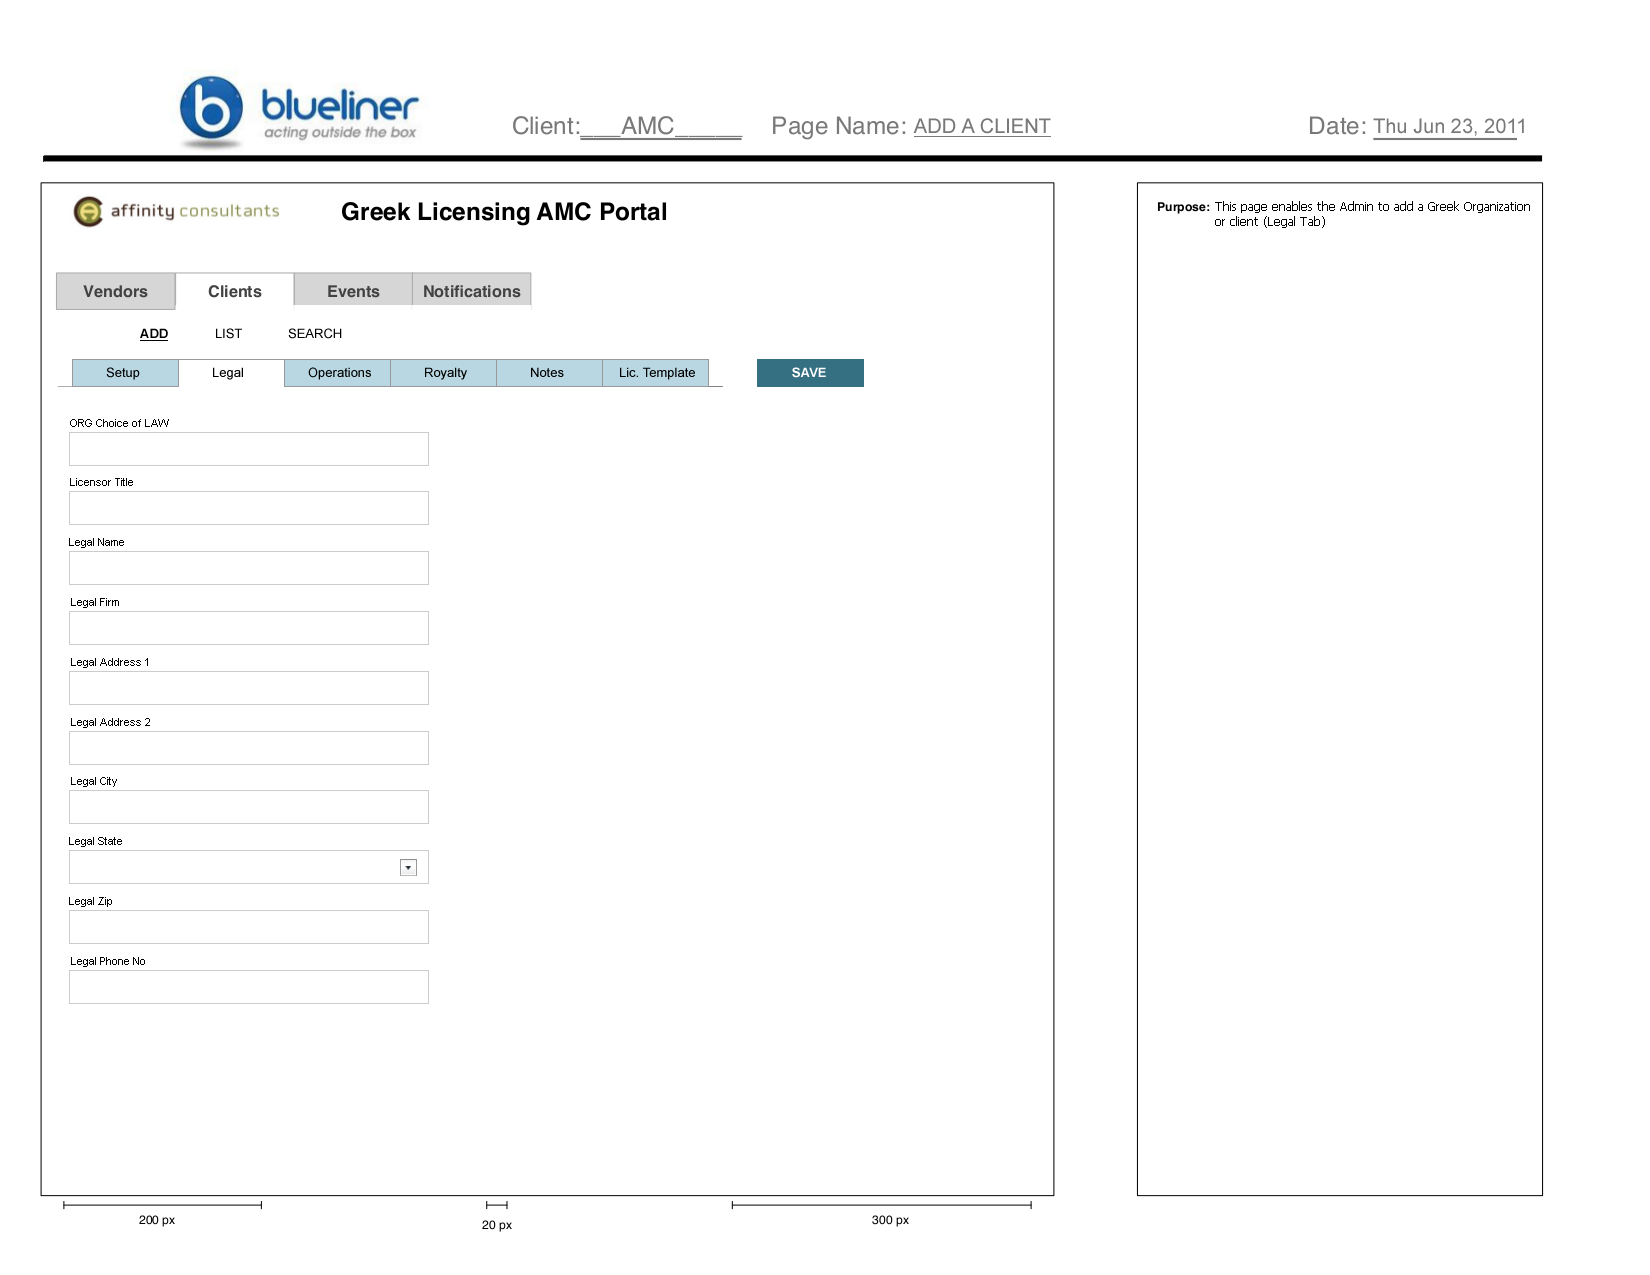 blueliner
acting outside the box
Client:___AMC_____ Page Name: ADD A CLIENT Date: Thu Jun 23, 2011
affinity consultants Greek Licensing AMC Portal
Purpose: This page enables the Admin to add a Greek Organization
or client (Legal Tab)
Vendors Clients Events Notifications
ADD LIST SEARCH
Setup Legal Operations Royalty Notes Lic. Template SAVE
ORG Choice of LAW
Licensor Title
Legal Name
Legal Firm
Legal Address 1
Legal Address 2
Legal City
Legal State
Legal Zip
Legal Phone No
200 px 20 px 300 px